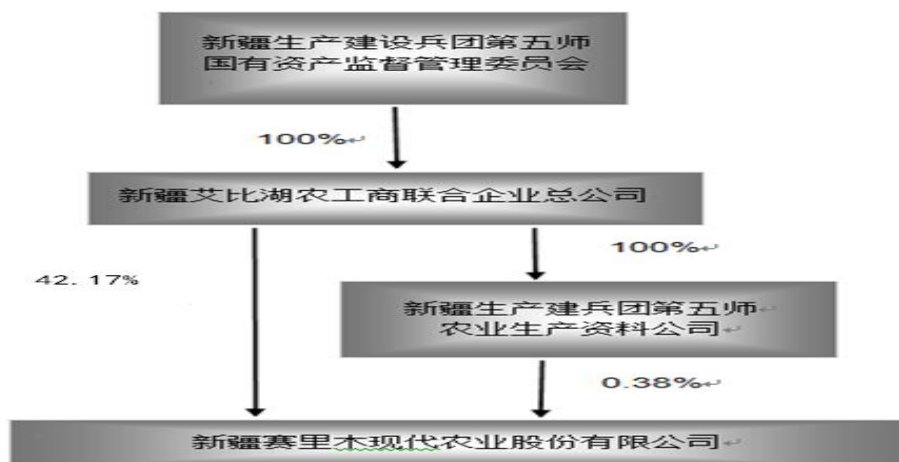 新疆生产建设兵团第五师
国有资产监督管理委员会
100%
新疆艾比湖农工商联合企业总公司
100%
42.17%
新疆生产建兵团第五师
农业生产资料公司
0.38%
新疆赛里木现代农业股份有限公司